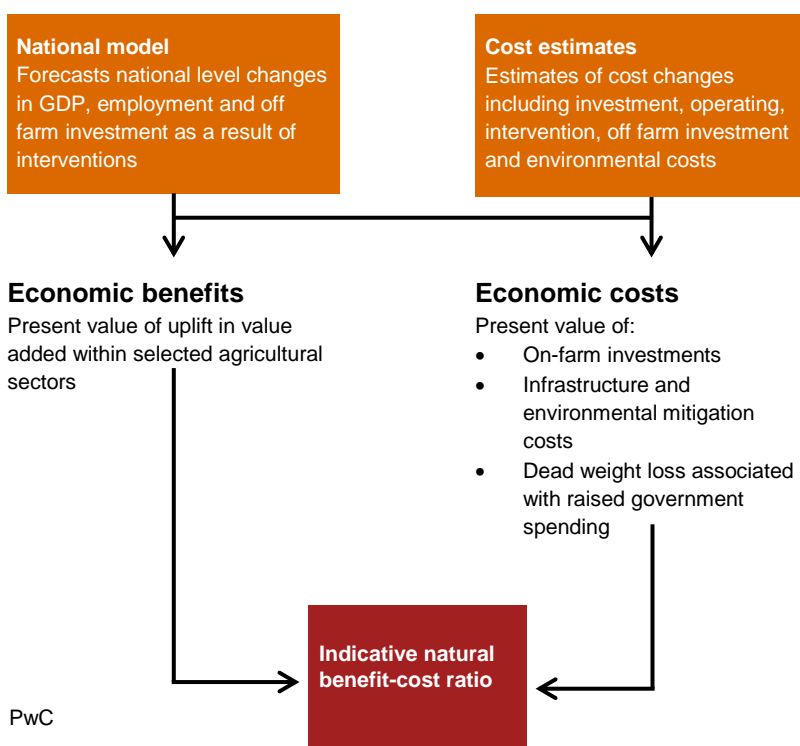 National model
Forecasts national level changes
in GDP, employment and off
farm investment as a result of
interventions
Cost estimates
Estimates of cost changes
including investment, operating,
intervention, off farm investment
and environmental costs
Economic benefits
Present value of uplift in value
added within selected agricultural
sectors
Economic costs
Present value of:
• On-farm investments
• Infrastructure and
environmental mitigation
costs
• Dead weight loss associated
with raised government
spending
Indicative natural
benefit-cost ratio
PwC